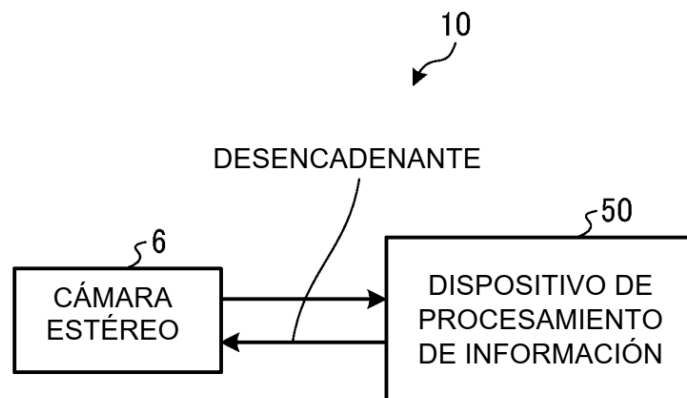 10
DESENCADENANTE
6
50
CÁMARA
ESTÉREO
DISPOSITIVO DE
PROCESAMIENTO
DE INFORMACIÓN